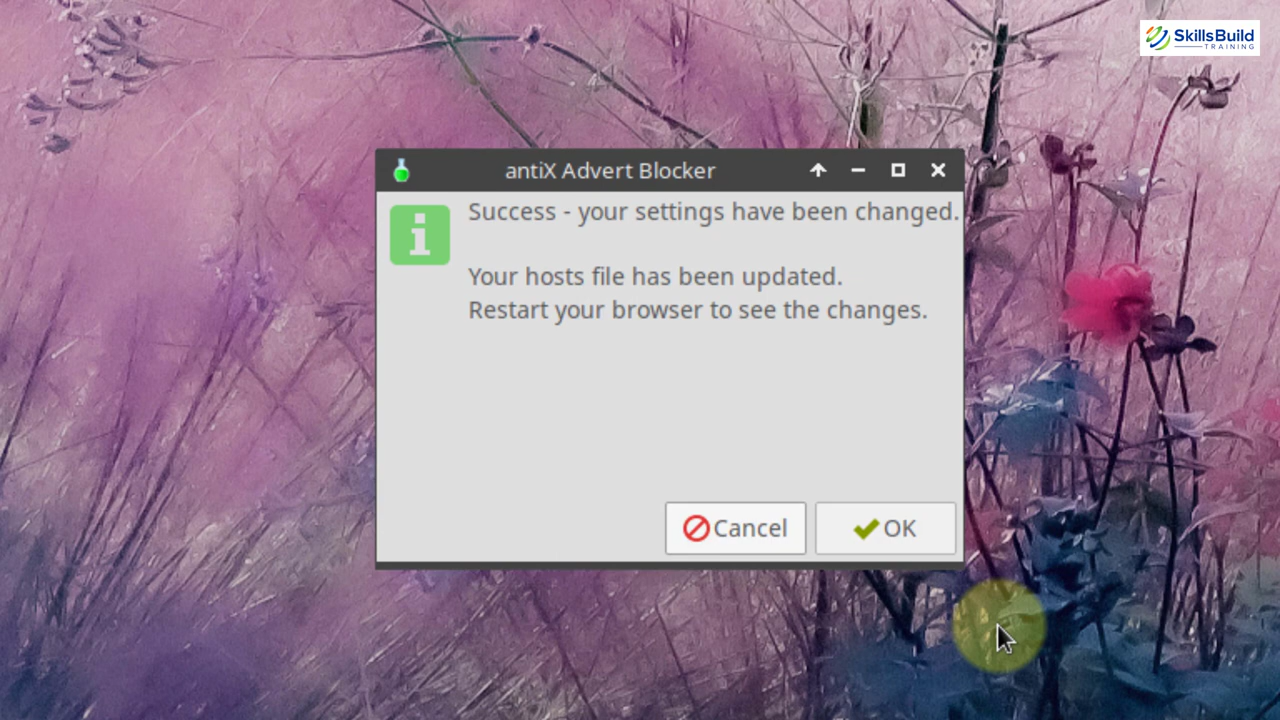 SkillsBuild
TRAINING
antiX Advert Blocker
Success - your settings have been changed.
Your hosts file has been updated.
Restart your browser to see the changes.
Cancel
OK